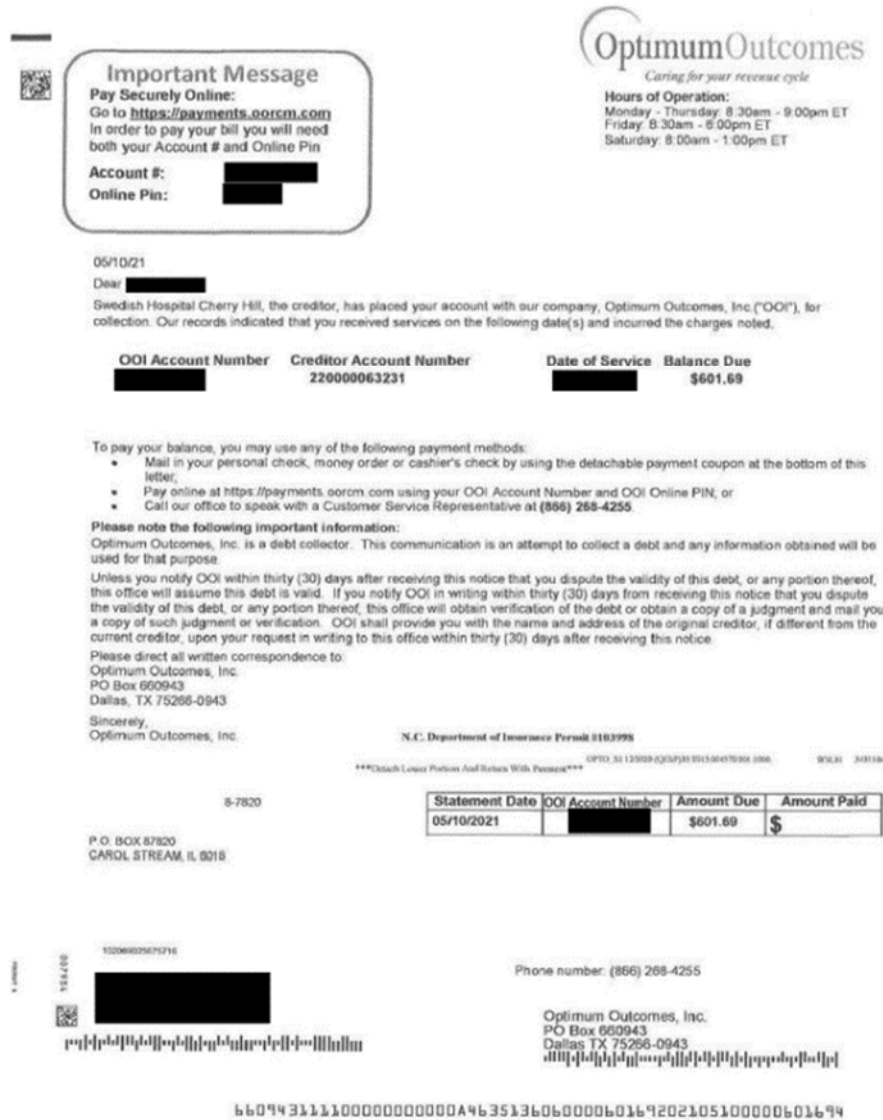 OptimumOutcomes
Caring for your revenue cycle
Hours of Operation:
Monday - Thursday: 8:30am - 9:00pm ET
Friday: 8:30am - 6:00pm ET
Saturday: 8:00am - 1:00pm ET
Important Message
Pay Securely Online:
Go to https://payments.oorcm.com
In order to pay your bill you will need
both your Account # and Online Pin
Account #:
Online Pin:
05/10/21
Dear
Swedish Hospital Cherry Hill, the creditor, has placed your account with our company, Optimum Outcomes, Inc.("OOI"), for
collection. Our records indicated that you received services on the following date(s) and incurred the charges noted.
OOI Account Number Creditor Account Number Date of Service Balance Due
220000063231 $601.69
To pay your balance, you may use any of the following payment methods:
• Mail in your personal check, money order or cashier's check by using the detachable payment coupon at the bottom of this
letter;
• Pay online at https://payments.oorcm.com using your OOI Account Number and OOI Online PIN; or
• Call our office to speak with a Customer Service Representative at (866) 268-4255.
Please note the following important information:
Optimum Outcomes, Inc. is a debt collector. This communication is an attempt to collect a debt and any information obtained will be
used for that purpose.
Unless you notify OOI within thirty (30) days after receiving this notice that you dispute the validity of this debt, or any portion thereof,
this office will assume this debt is valid. If you notify OOI in writing within thirty (30) days from receiving this notice that you dispute
the validity of this debt, or any portion thereof, this office will obtain verification of the debt or obtain a copy of a judgment and mail you
a copy of such judgment or verification. OOI shall provide you with the name and address of the original creditor, if different from the
current creditor, upon your request in writing to this office within thirty (30) days after receiving this notice.
Please direct all written correspondence to:
Optimum Outcomes, Inc.
PO Box 660943
Dallas, TX 75266-0943
Sincerely,
Optimum Outcomes, Inc.
N.C. Department of Insurance Permit #103998
***Detach Lower Portion And Return With Payment***
8-7820
Statement Date OOI Account Number Amount Due Amount Paid
05/10/2021 $601.69 $
P.O. BOX 87820
CAROL STREAM, IL 6018
102060025675716
007954
Phone number: (866) 268-4255
Optimum Outcomes, Inc.
PO Box 660943
Dallas TX 75266-0943